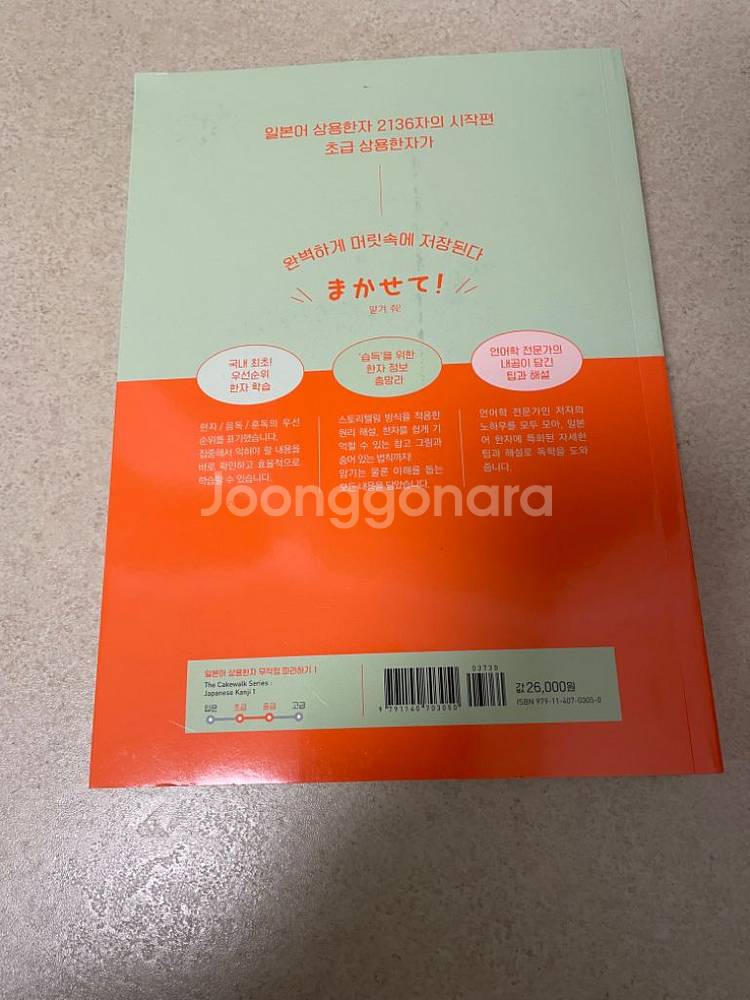 일본어 상용한자 2136자의 시작편
초급 상용한자가
완벽하게 머릿속에 저장된다
まかせて!
맡겨 줘!
국내 최초!
우선순위
한자 학습
한자 / 음독 / 훈독의 우선
순위를 표기했습니다.
집중해서 익혀야 할 내용을
바로 확인하고 효율적으로
학습할 수 있습니다.
'습득'을 위한
한자 정보
총망라
스토리텔링 방식을 적용한
원리 해설, 한자를 쉽게 기
억할 수 있는 참고 그림과
숨어 있는 법칙까지!
암기는 물론 이해를 돕는
모든 내용을 담았습니다.
언어학 전문가의
내공이 담긴
팁과 해설
언어학 전문가인 저자의
노하우를 모두 모아, 일본
어 한자에 특화된 자세한
팁과 해설로 독학을 도와
줍니다.
Joonggonara
일본어 상용한자 무작정 따라하기 1
The Cakewalk Series :
Japanese Kanji 1
입문 초급 중급 고급
03730
9 791140 703050
값 26,000원
ISBN 979-11-407-0305-0